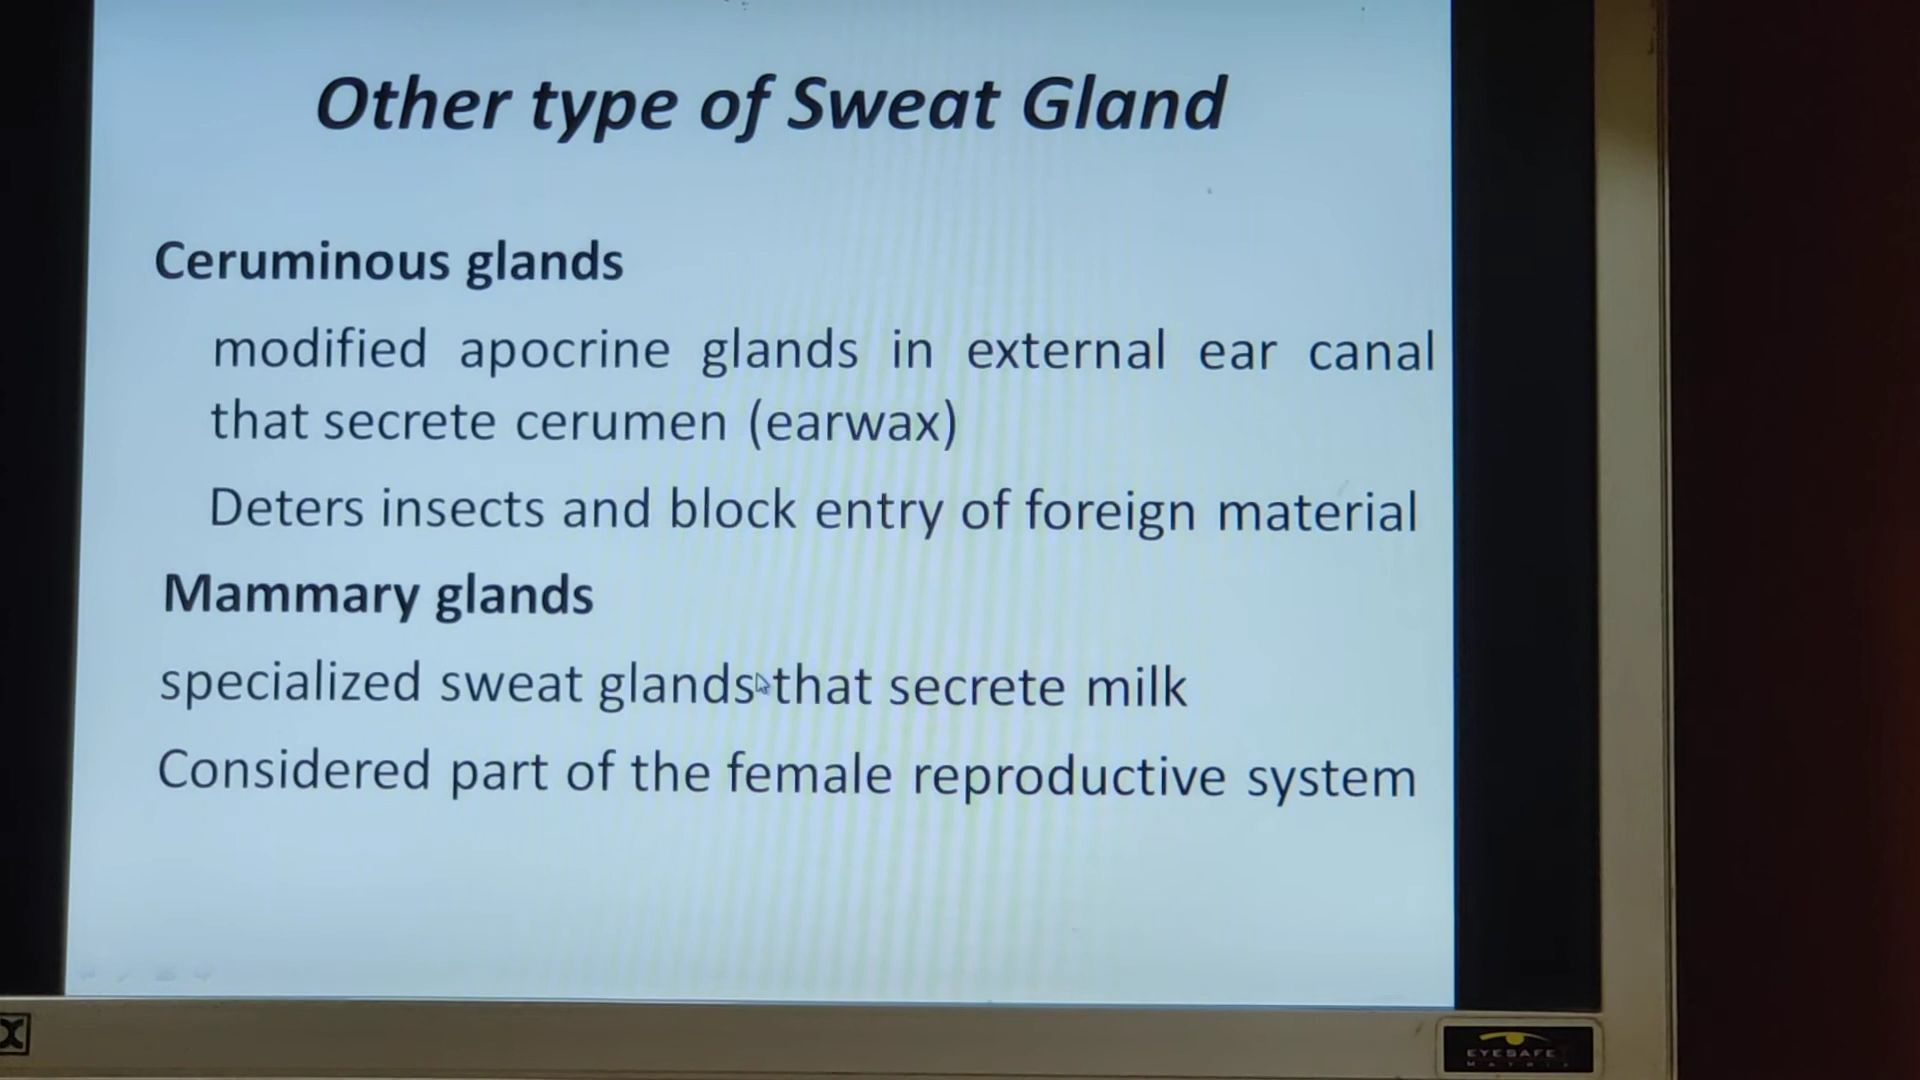 Other type of Sweat Gland
Ceruminous glands
modified apocrine glands in external ear canal
that secrete cerumen (earwax)
Deters insects and block entry of foreign material
Mammary glands
specialized sweat glands that secrete milk
Considered part of the female reproductive system
EYESAFE